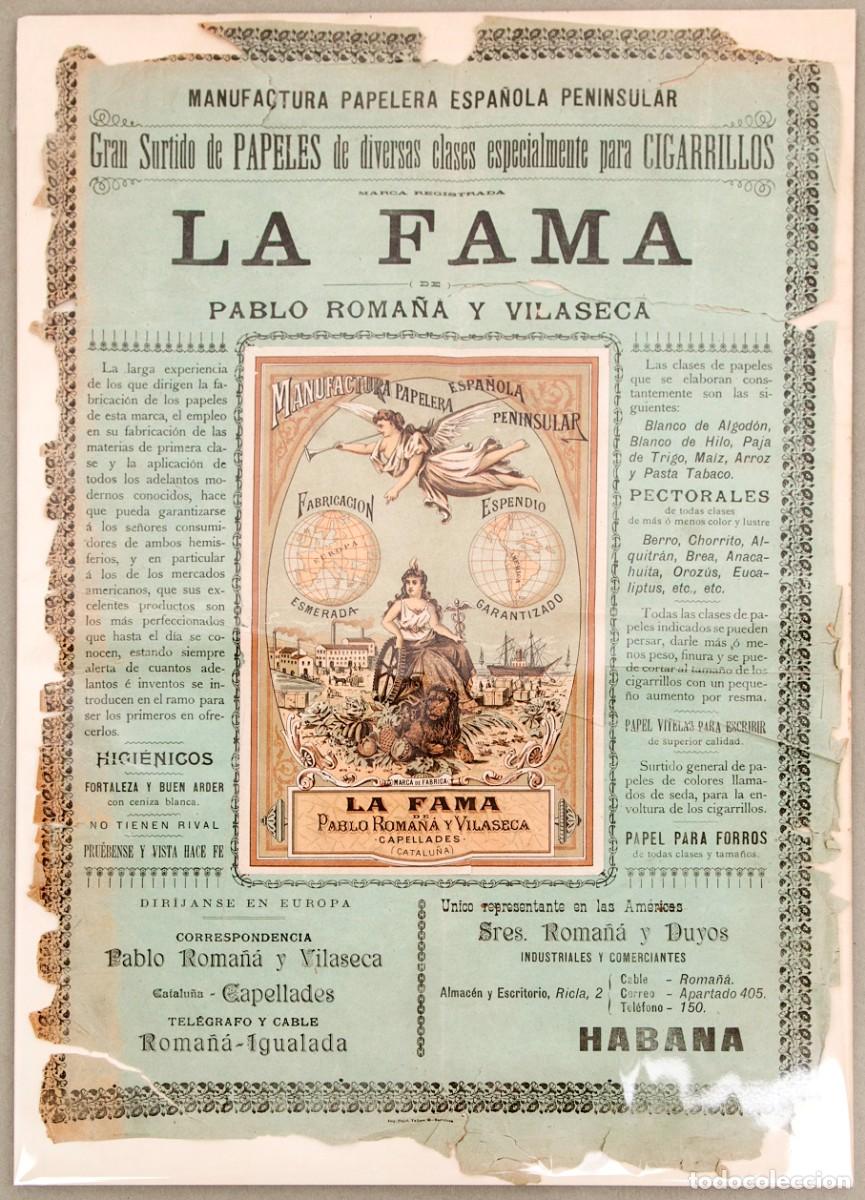 MANUFACTURA PAPELERA ESPAÑOLA PENINSULAR
Gran Surtido de PAPELES de diversas clases especialmente para CIGARRILLOS
MARCA REGISTRADA
LA FAMA
( DE )
PABLO ROMAÑA Y VILASECA
La larga experiencia
de los que dirigen la fa-
bricación de los papeles
de esta marca, el empleo
en su fabricación de las
materias de primera cla-
se y la aplicación de
todos los adelantos mo-
dernos conocidos, hace
que pueda garantizarse
á los señores consumi-
dores de ambos hemis-
ferios, y en particular
á los de los mercados
americanos, que sus ex-
celentes productos son
los más perfeccionados
que hasta el día se co-
nocen, estando siempre
alerta de cuantos ade-
lantos é inventos se in-
troducen en el ramo para
ser los primeros en ofre-
cerlos.
HIGIÉNICOS
FORTALEZA Y BUEN ARDER
con ceniza blanca.
NO TIENEN RIVAL
PRUÉBENSE Y VISTA HACE FE
MANUFACTURA PAPELERA ESPAÑOLA PENINSULAR
FABRICACION
EUROPA
ESMERADA
ESPENDIO
AMÉRICA
GARANTIZADO
MARCA DE FABRICA
LA FAMA
DE
PABLO ROMAÑÁ Y VILASECA
-CAPELLADES-
(CATALUÑA)
Las clases de papeles
que se elaboran cons-
tantemente son las si-
guientes:
Blanco de Algodón,
Blanco de Hilo, Paja
de Trigo, Maíz, Arroz
y Pasta Tabaco.
PECTORALES
de todas clases
de más ó menos color y lustre
Berro, Chorrito, Al-
quitrán, Brea, Anaca-
huita, Orozús, Euca-
liptus, etc., etc.
Todas las clases de pa-
peles indicados se pueden
persar, darle más ó me-
nos peso, finura y se pue-
de cortar al tamaño de los
cigarrillos con un peque-
ño aumento por resma.
PAPEL VITELAS PARA ESCRIBIR
de superior calidad.
Surtido general de pa-
peles de colores llama-
dos de seda, para la en-
voltura de los cigarrillos.
PAPEL PARA FORROS
de todas clases y tamaños.
DIRÍJANSE EN EUROPA
CORRESPONDENCIA
Pablo Romañá y Vilaseca
Cataluña - Capellades
TELÉGRAFO Y CABLE
Romañá-Igualada
Unico representante en las Américas
Sres. Romañá y Duyos
INDUSTRIALES Y COMERCIANTES
Almacén y Escritorio, Ricla, 2
Cable - Romañá.
Correo - Apartado 405.
Teléfono - 150.
HABANA
todocoleccion